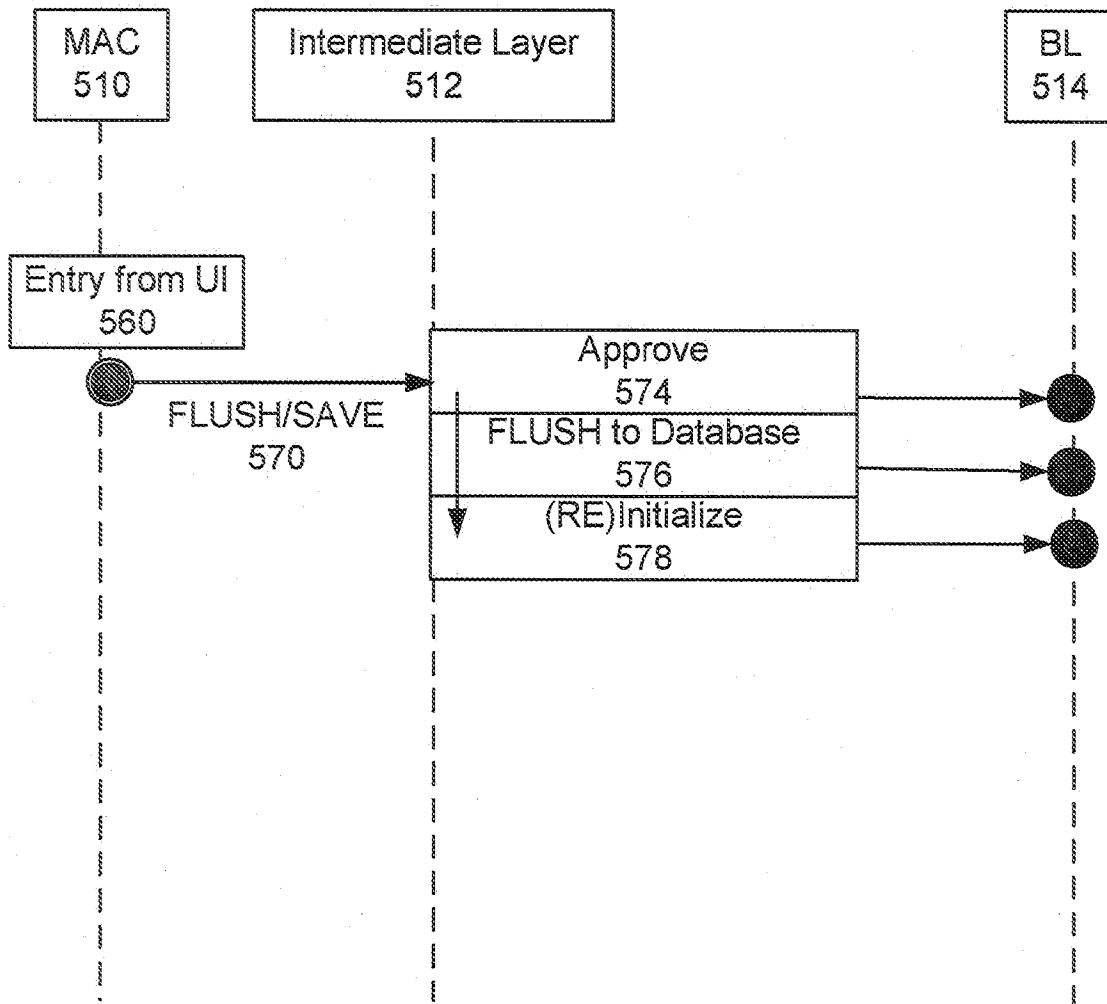 MAC
510
Intermediate Layer
512
BL
514
Entry from UI
560
FLUSH/SAVE
570
Approve
574
FLUSH to Database
576
(RE)Initialize
578